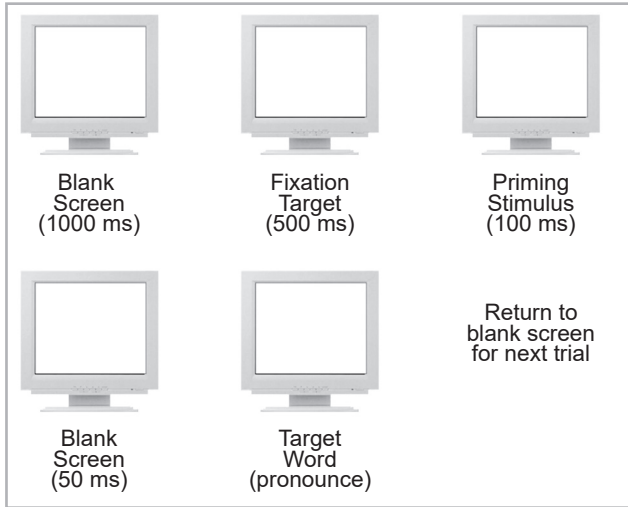 Blank
Screen
(1000 ms)
Fixation
Target
(500 ms)
Priming
Stimulus
(100 ms)
Blank
Screen
(50 ms)
Target
Word
(pronounce)
Return to
blank screen
for next trial